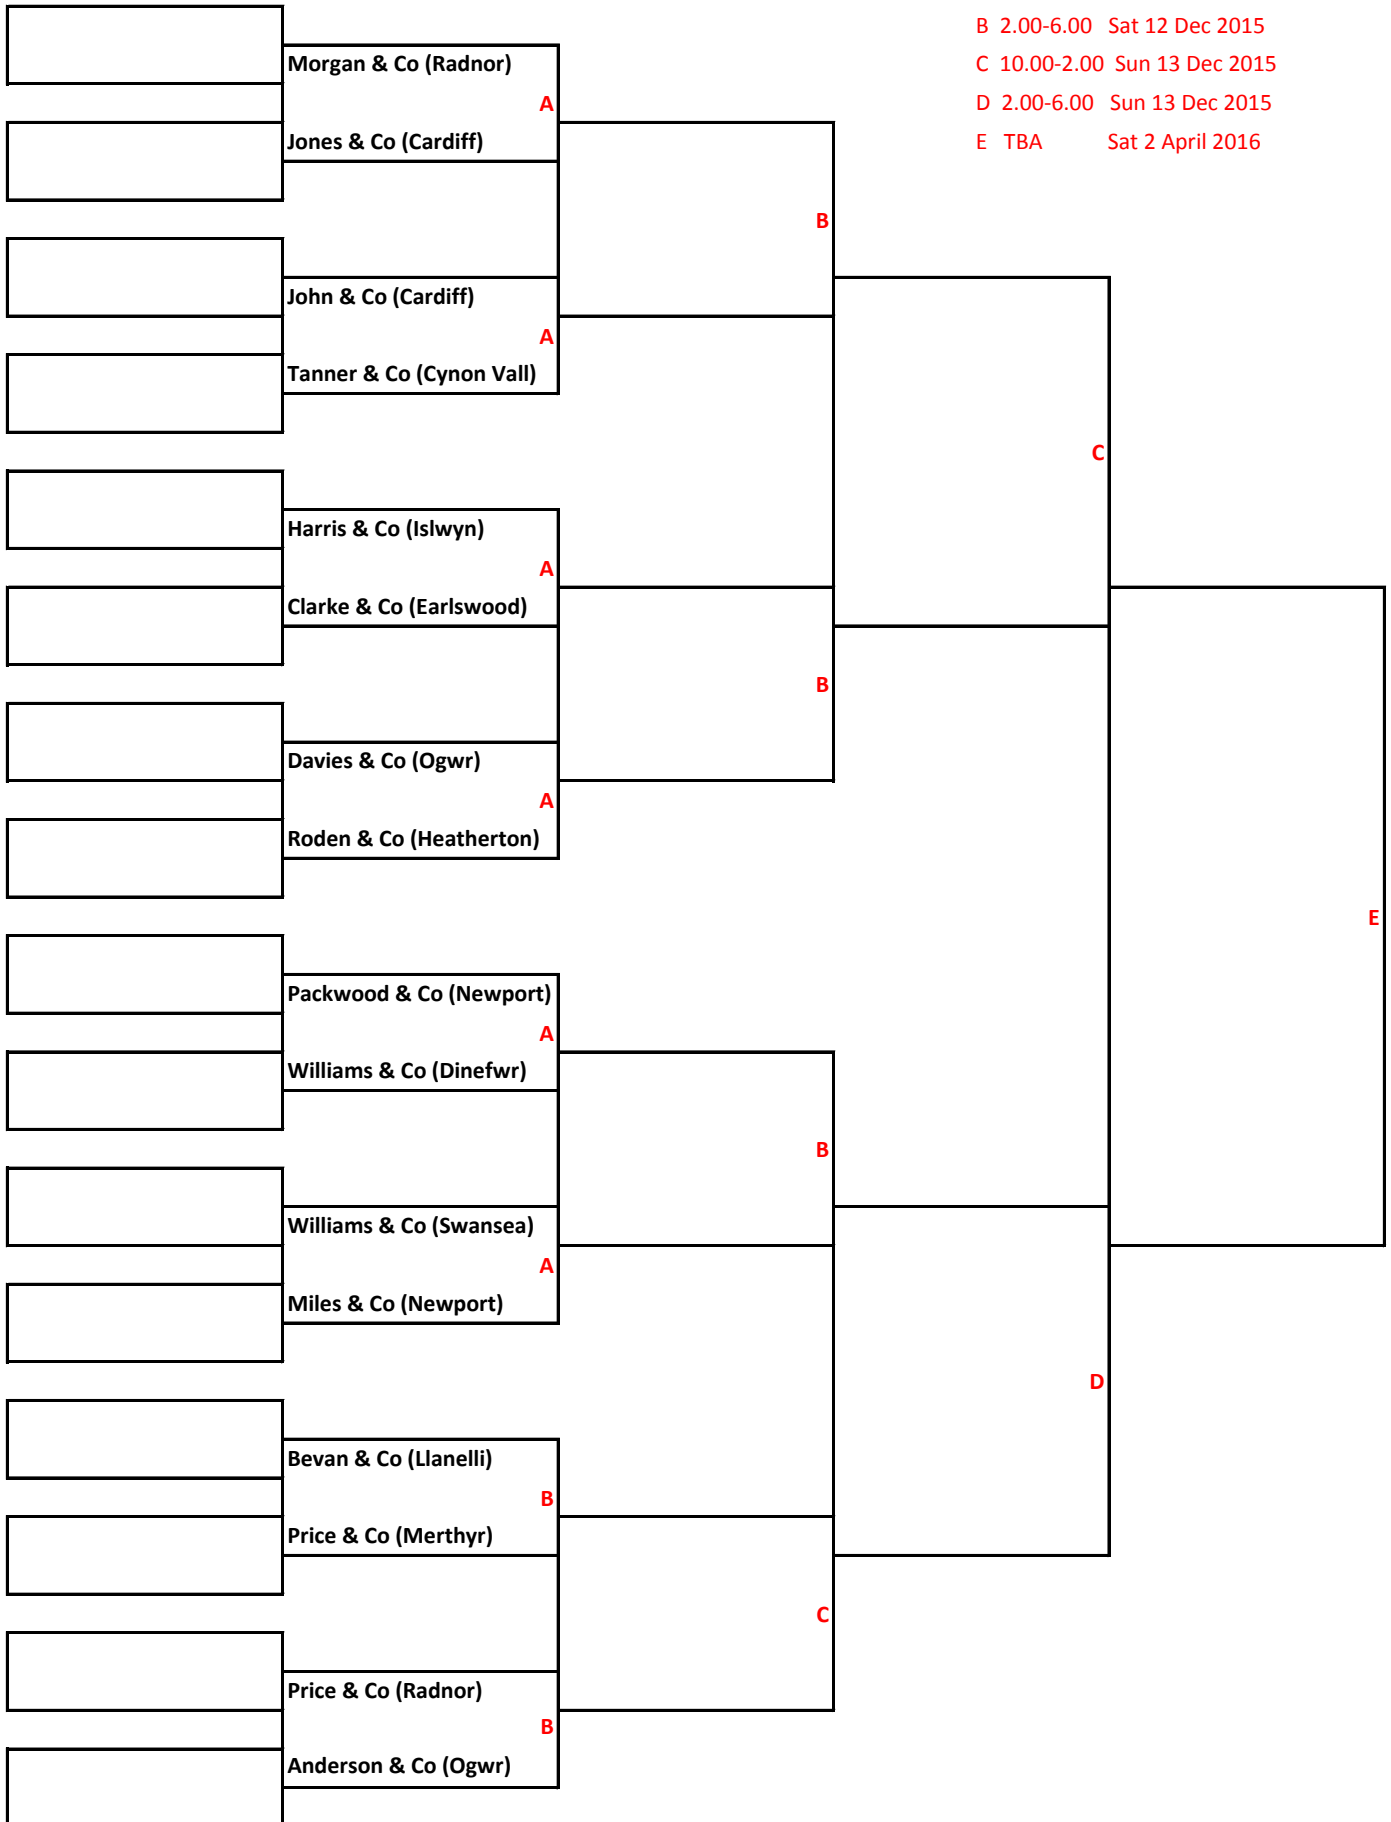 B 2.00-6.00 Sat 12 Dec 2015
Morgan & Co (Radnor)
C 10.00-2.00 Sun 13 Dec 2015
A
D 2.00-6.00 Sun 13 Dec 2015
Jones & Co (Cardiff)
E TBA Sat 2 April 2016
B
John & Co (Cardiff)
A
Tanner & Co (Cynon Vall)
C
Harris & Co (Islwyn)
A
Clarke & Co (Earlswood)
B
Davies & Co (Ogwr)
A
Roden & Co (Heatherton)
E
Packwood & Co (Newport)
A
Williams & Co (Dinefwr)
B
Williams & Co (Swansea)
A
Miles & Co (Newport)
D
Bevan & Co (Llanelli)
B
Price & Co (Merthyr)
C
Price & Co (Radnor)
B
Anderson & Co (Ogwr)